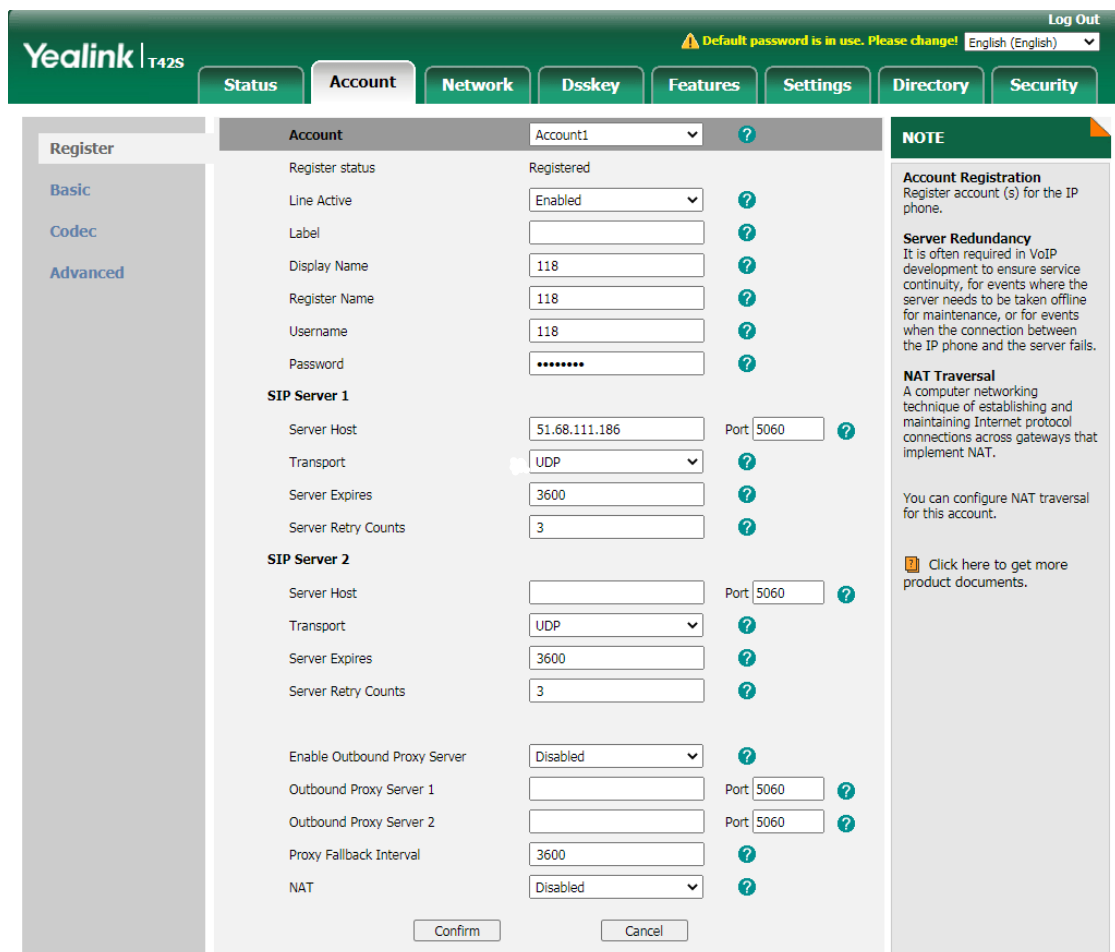 Log Out
Default password is in use. Please change! English (English)
Yealink T42S
Status Account Network Dsskey Features Settings Directory Security
Register
Basic
Codec
Advanced
Account Account1 ?
Register status Registered
Line Active Enabled ?
Label ?
Display Name 118 ?
Register Name 118 ?
Username 118 ?
Password •••••••• ?
SIP Server 1
Server Host 51.68.111.186 Port 5060 ?
Transport UDP ?
Server Expires 3600 ?
Server Retry Counts 3 ?
SIP Server 2
Server Host Port 5060 ?
Transport UDP ?
Server Expires 3600 ?
Server Retry Counts 3 ?
Enable Outbound Proxy Server Disabled ?
Outbound Proxy Server 1 Port 5060 ?
Outbound Proxy Server 2 Port 5060 ?
Proxy Fallback Interval 3600 ?
NAT Disabled ?
Confirm Cancel
NOTE
Account Registration
Register account (s) for the IP
phone.
Server Redundancy
It is often required in VoIP
development to ensure service
continuity, for events where the
server needs to be taken offline
for maintenance, or for events
when the connection between
the IP phone and the server fails.
NAT Traversal
A computer networking
technique of establishing and
maintaining Internet protocol
connections across gateways that
implement NAT.
You can configure NAT traversal
for this account.
? Click here to get more
product documents.